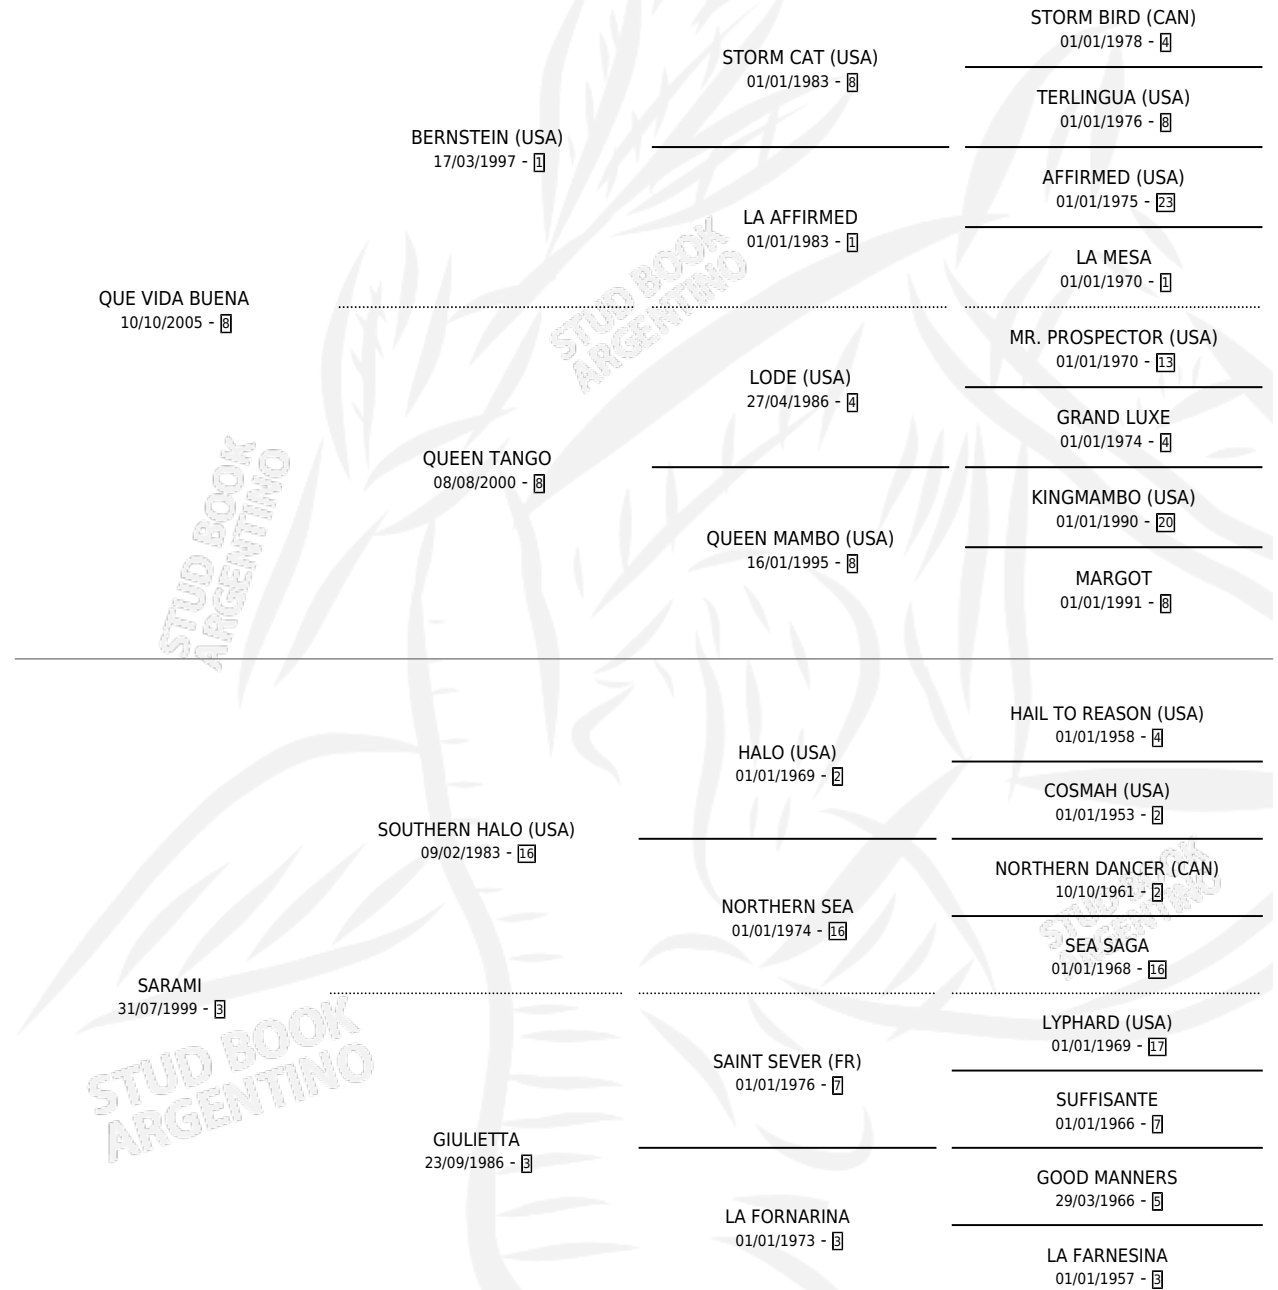 STORM BIRD (CAN)
01/01/1978 - 4
STORM CAT (USA)
01/01/1983 - 8
TERLINGUA (USA)
01/01/1976 - 8
BERNSTEIN (USA)
17/03/1997 - 1
AFFIRMED (USA)
01/01/1975 - 23
LA AFFIRMED
01/01/1983 - 1
LA MESA
01/01/1970 - 1
QUE VIDA BUENA
10/10/2005 - 8
MR. PROSPECTOR (USA)
01/01/1970 - 13
LODE (USA)
27/04/1986 - 4
GRAND LUXE
01/01/1974 - 4
QUEEN TANGO
08/08/2000 - 8
KINGMAMBO (USA)
01/01/1990 - 20
QUEEN MAMBO (USA)
16/01/1995 - 8
MARGOT
01/01/1991 - 8
HAIL TO REASON (USA)
01/01/1958 - 4
HALO (USA)
01/01/1969 - 2
COSMAH (USA)
01/01/1953 - 2
SOUTHERN HALO (USA)
09/02/1983 - 16
NORTHERN DANCER (CAN)
10/10/1961 - 2
NORTHERN SEA
01/01/1974 - 16
SEA SAGA
01/01/1968 - 16
SARAMI
31/07/1999 - 3
LYPHARD (USA)
01/01/1969 - 17
SAINT SEVER (FR)
01/01/1976 - 7
SUFFISANTE
01/01/1966 - 7
GIULIETTA
23/09/1986 - 3
GOOD MANNERS
29/03/1966 - 5
LA FORNARINA
01/01/1973 - 3
LA FARNESINA
01/01/1957 - 3
STUD BOOK
ARGENTINO
STUD BOOK
ARGENTINO
STUD BOOK
ARGENTINO
STUD BOOK
ARGENTINO